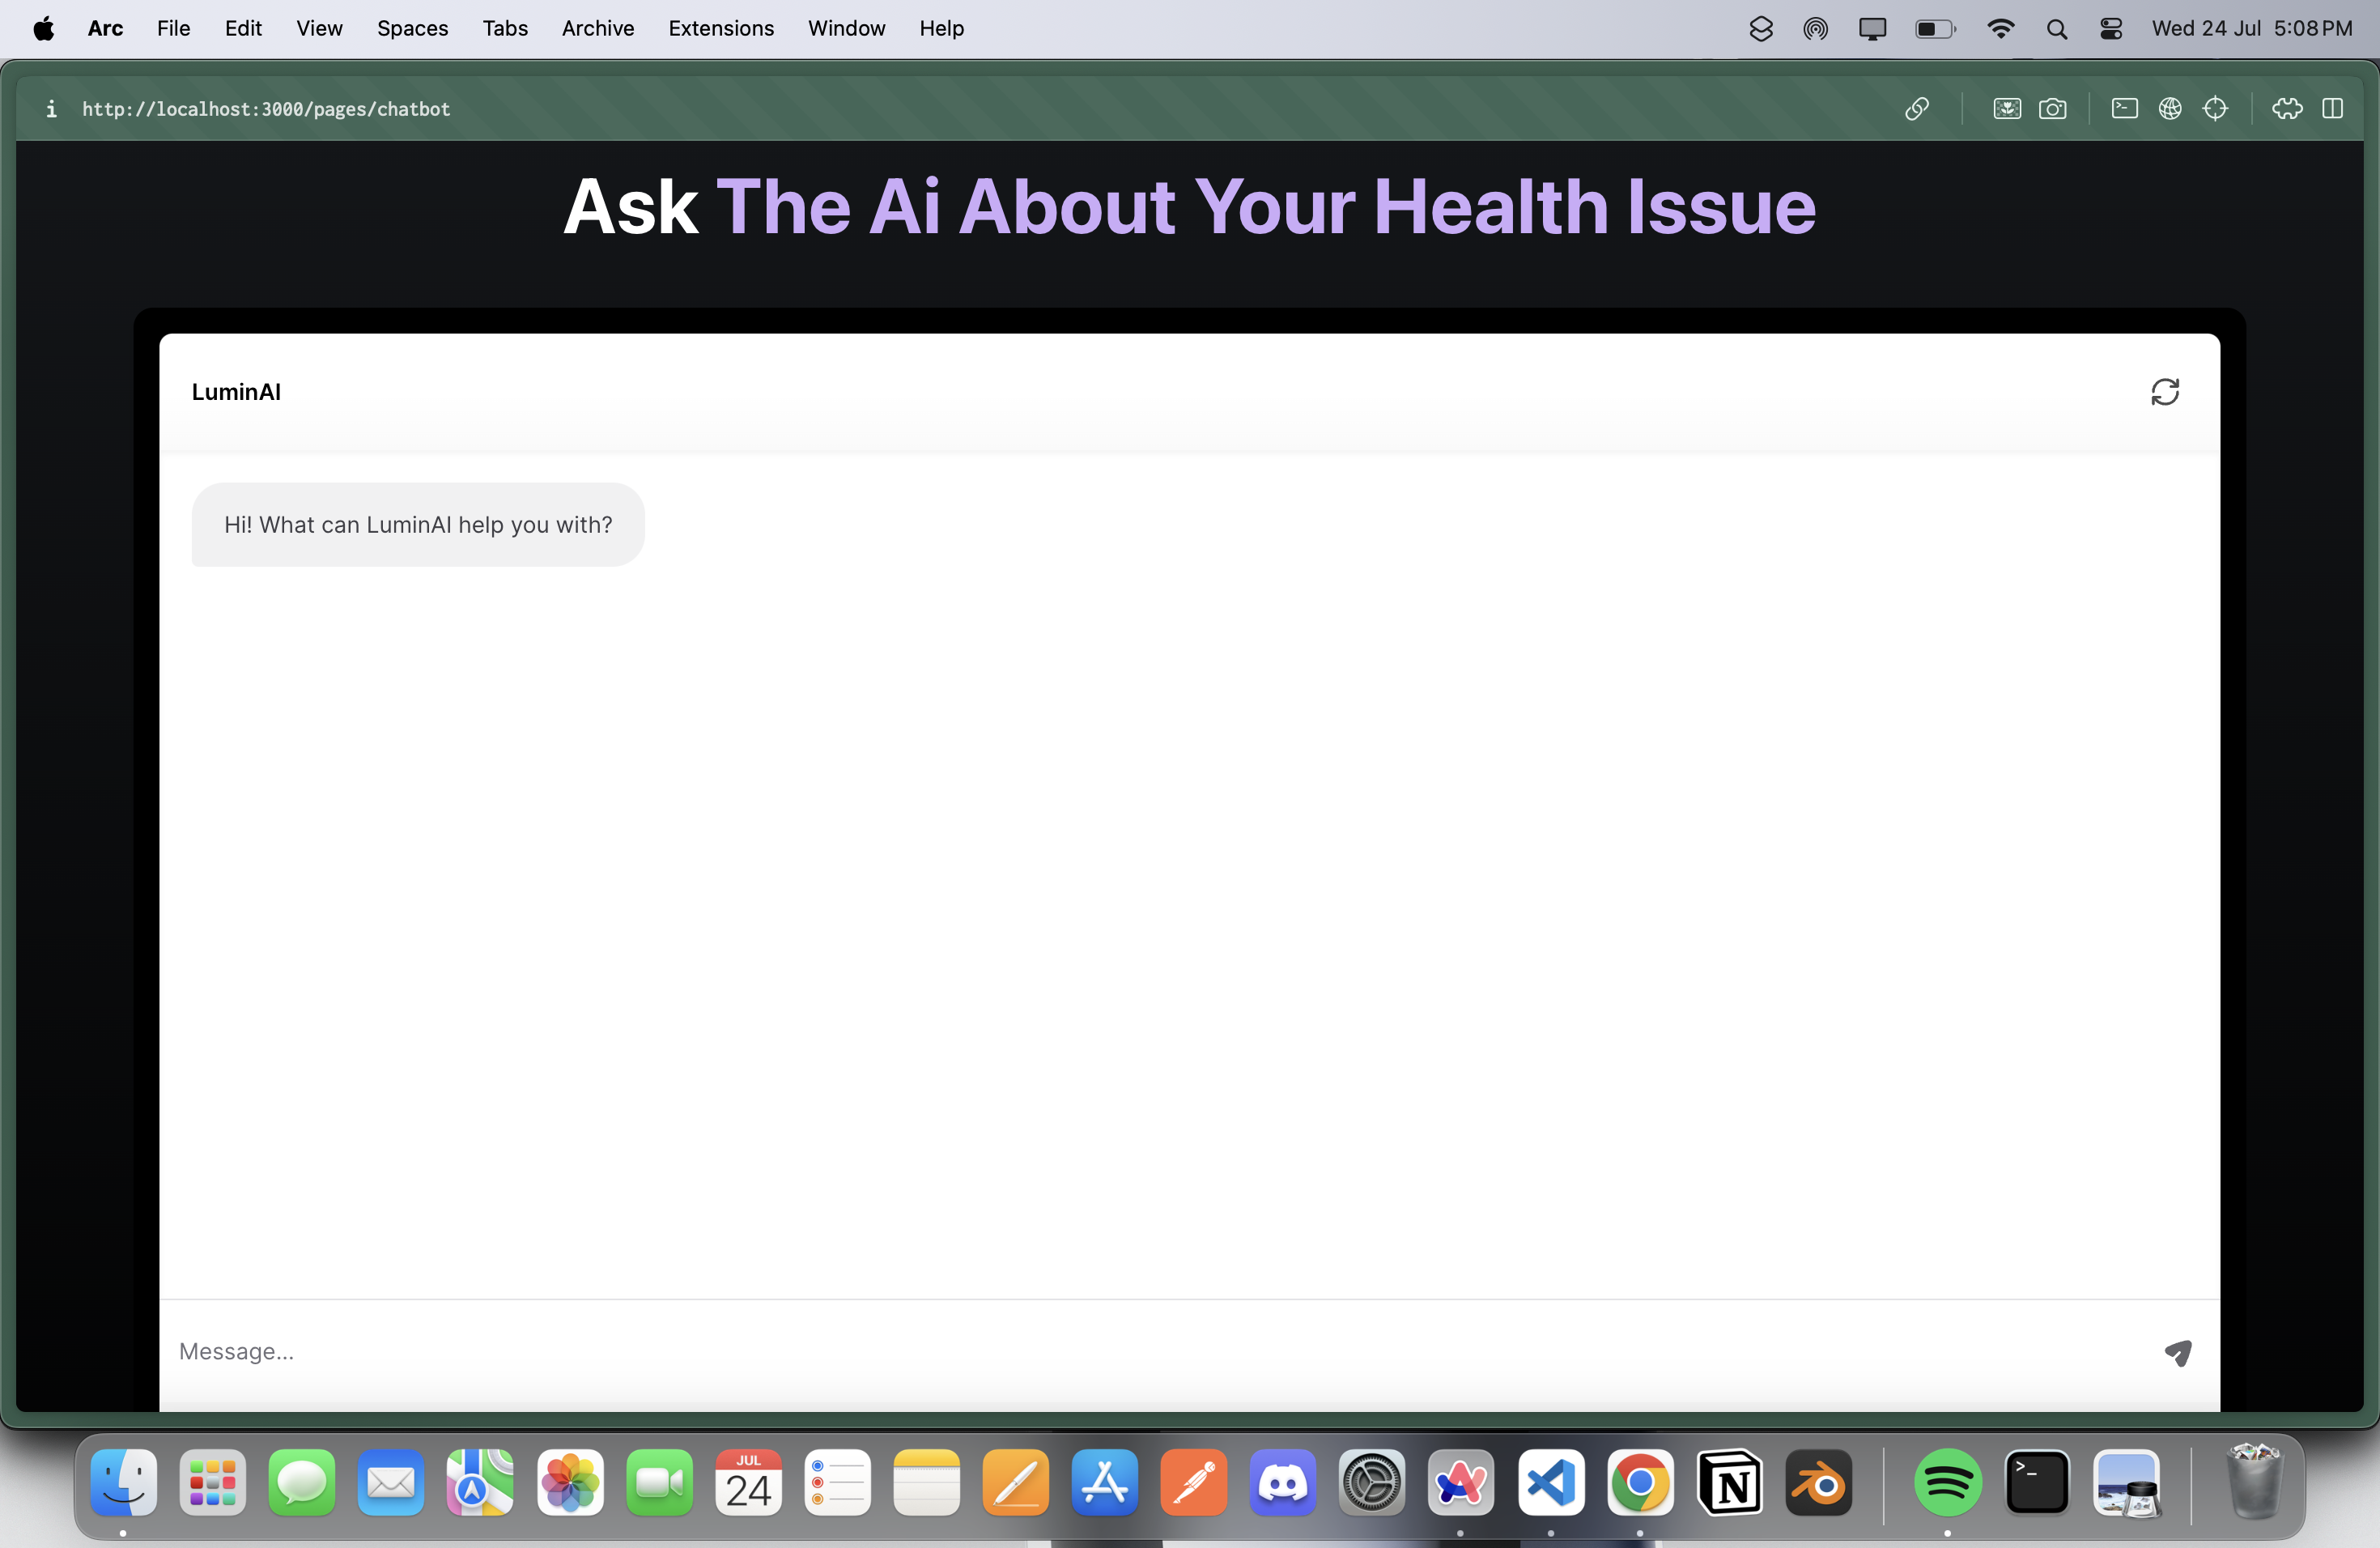 Arc File Edit View Spaces Tabs Archive Extensions Window Help Wed 24 Jul 5:08 PM
i http://localhost:3000/pages/chatbot
Ask The Ai About Your Health Issue
LuminAI
Hi! What can LuminAI help you with?
Message...
JUL
24